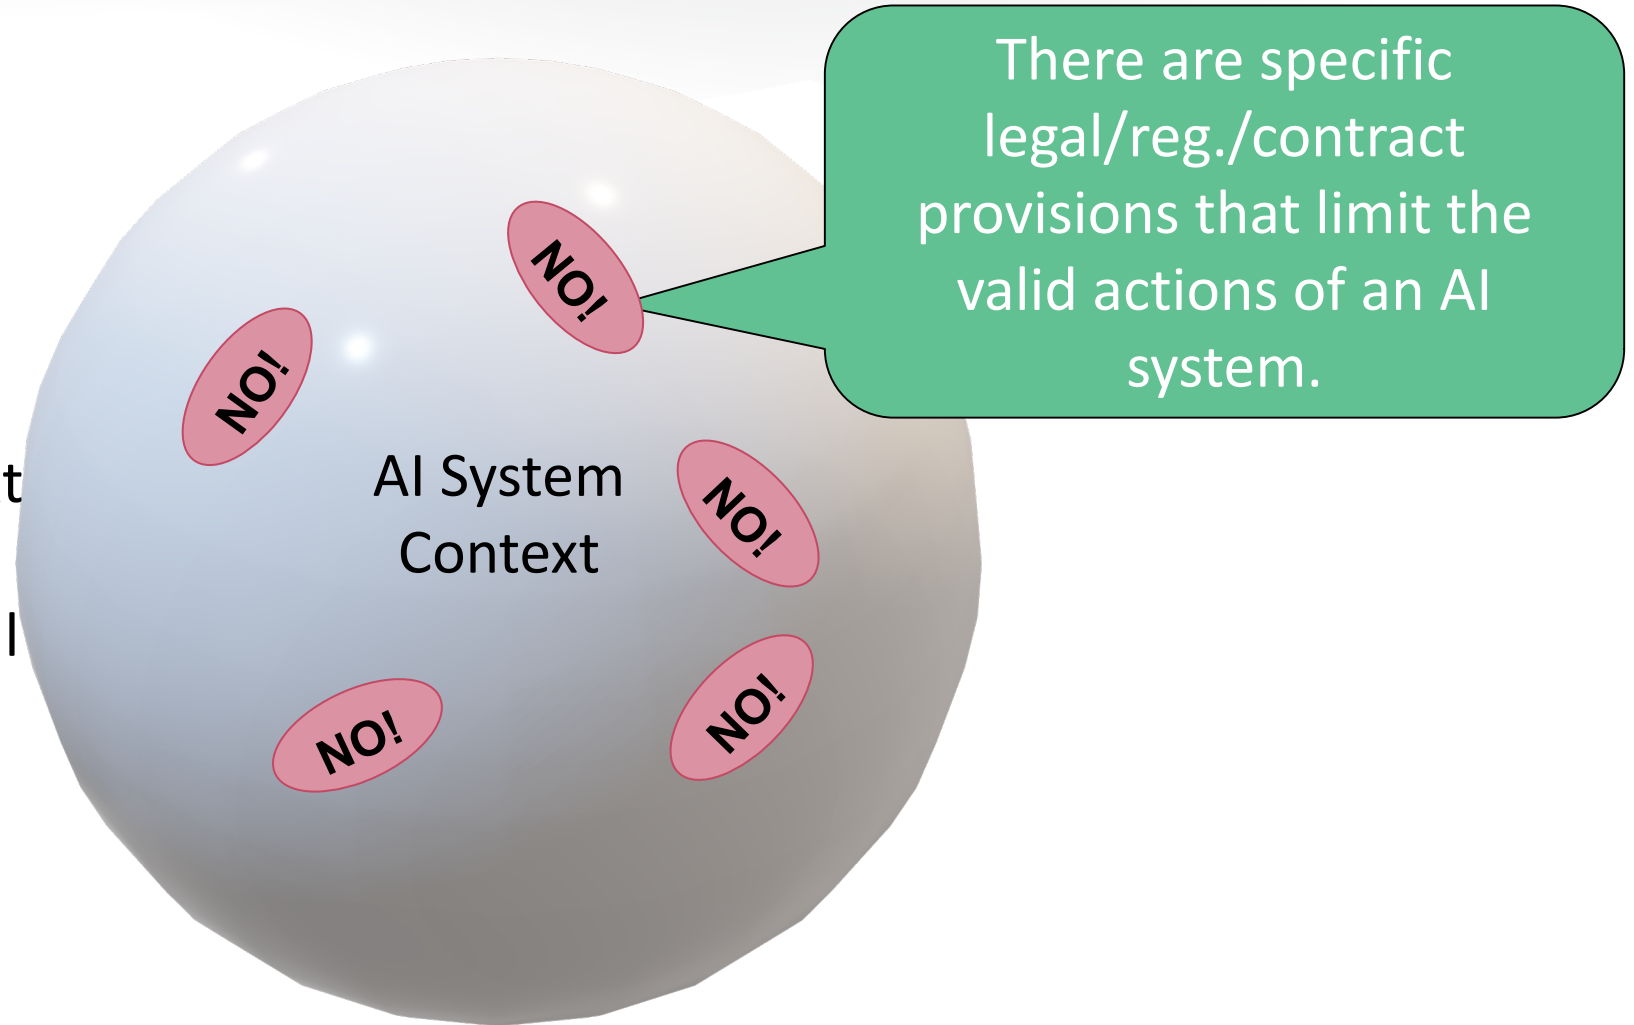 There are specific
legal/reg./contract
provisions that limit the
valid actions of an AI
system.
NO!
NO!
AI System
Context
NO!
NO!
NO!
t
l